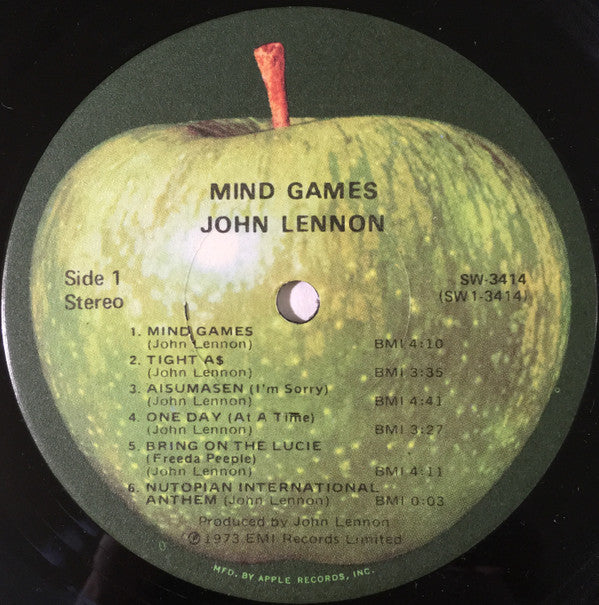 MIND GAMES
JOHN LENNON
Side 1
Stereo
SW-3414
(SW1-3414)
1. MIND GAMES
(John Lennon) BMI 4:10
2. TIGHT A$
(John Lennon) BMI 3:35
3. AISUMASEN (I'm Sorry)
(John Lennon) BMI 4:41
4. ONE DAY (At A Time)
(John Lennon) BMI 3:27
5. BRING ON THE LUCIE
(Freeda Peeple)
(John Lennon) BMI 4:11
6. NUTOPIAN INTERNATIONAL
ANTHEM (John Lennon) BMI 0:03
Produced by John Lennon
℗ 1973 EMI Records Limited
MFD. BY APPLE RECORDS, INC.